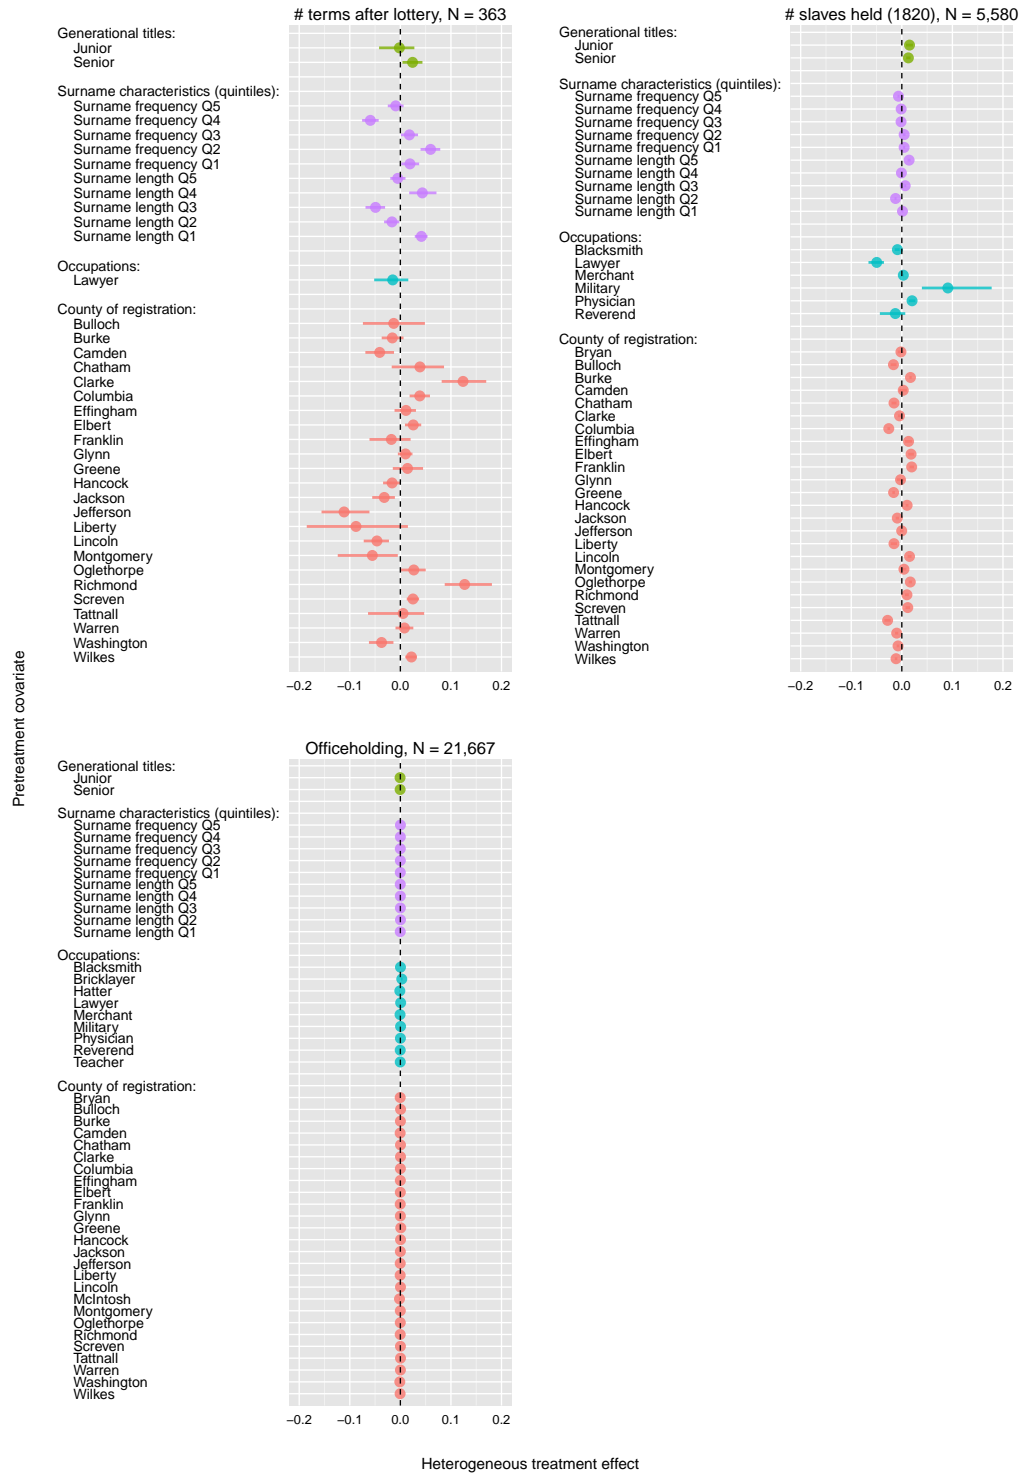 # terms after lottery, N = 363
Generational titles:
Junior
Senior
Surname characteristics (quintiles):
Surname frequency Q5
Surname frequency Q4
Surname frequency Q3
Surname frequency Q2
Surname frequency Q1
Surname length Q5
Surname length Q4
Surname length Q3
Surname length Q2
Surname length Q1
Occupations:
Lawyer
County of registration:
Bulloch
Burke
Camden
Chatham
Clarke
Columbia
Effingham
Elbert
Franklin
Glynn
Greene
Hancock
Jackson
Jefferson
Liberty
Lincoln
Montgomery
Oglethorpe
Richmond
Screven
Tattnall
Warren
Washington
Wilkes
−0.2 −0.1 0.0 0.1 0.2
# slaves held (1820), N = 5,580
Generational titles:
Junior
Senior
Surname characteristics (quintiles):
Surname frequency Q5
Surname frequency Q4
Surname frequency Q3
Surname frequency Q2
Surname frequency Q1
Surname length Q5
Surname length Q4
Surname length Q3
Surname length Q2
Surname length Q1
Occupations:
Blacksmith
Lawyer
Merchant
Military
Physician
Reverend
County of registration:
Bryan
Bulloch
Burke
Camden
Chatham
Clarke
Columbia
Effingham
Elbert
Franklin
Glynn
Greene
Hancock
Jackson
Jefferson
Liberty
Lincoln
Montgomery
Oglethorpe
Richmond
Screven
Tattnall
Warren
Washington
Wilkes
−0.2 −0.1 0.0 0.1 0.2
Pretreatment covariate
Officeholding, N = 21,667
Generational titles:
Junior
Senior
Surname characteristics (quintiles):
Surname frequency Q5
Surname frequency Q4
Surname frequency Q3
Surname frequency Q2
Surname frequency Q1
Surname length Q5
Surname length Q4
Surname length Q3
Surname length Q2
Surname length Q1
Occupations:
Blacksmith
Bricklayer
Hatter
Lawyer
Merchant
Military
Physician
Reverend
Teacher
County of registration:
Bryan
Bulloch
Burke
Camden
Chatham
Clarke
Columbia
Effingham
Elbert
Franklin
Glynn
Greene
Hancock
Jackson
Jefferson
Liberty
Lincoln
McIntosh
Montgomery
Oglethorpe
Richmond
Screven
Tattnall
Warren
Washington
Wilkes
−0.2 −0.1 0.0 0.1 0.2
Heterogeneous treatment effect